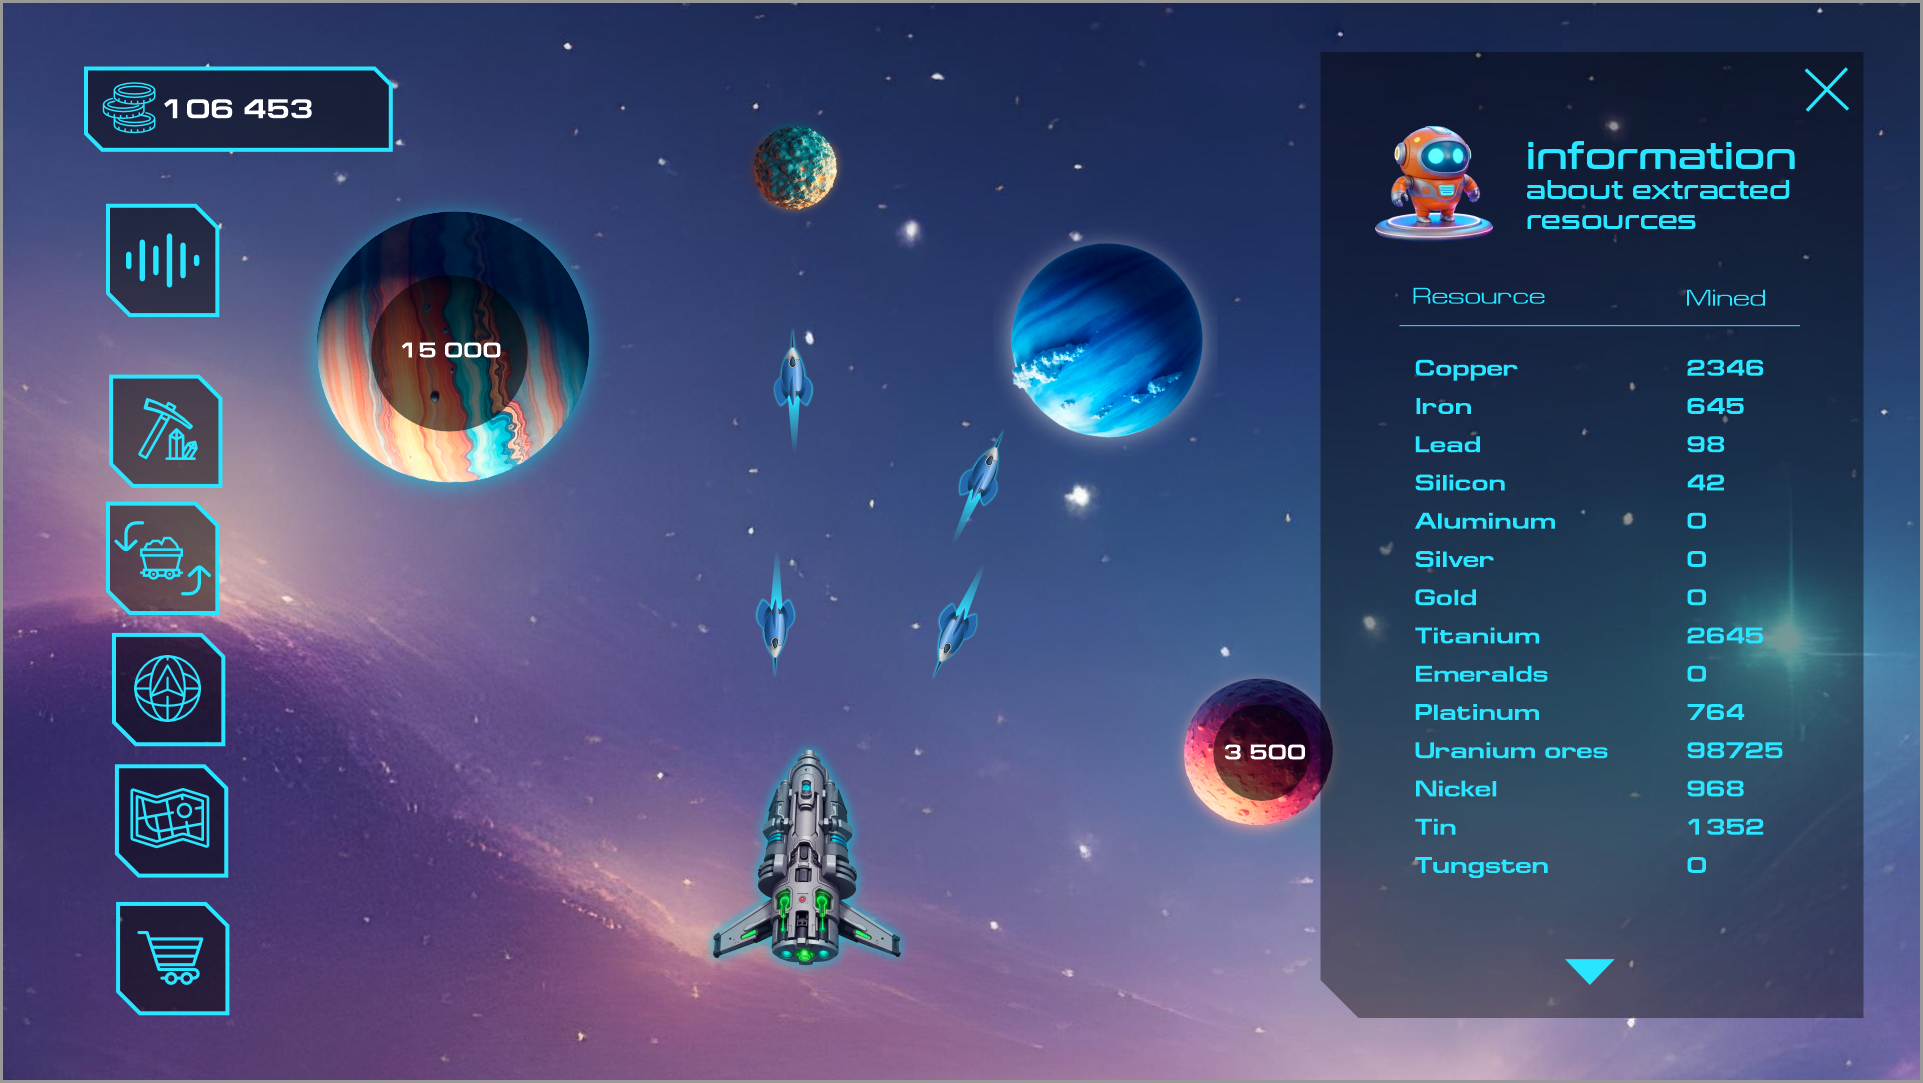 106 453
15 000
3 500
information
about extracted
resources
Resource Mined
Copper 2346
Iron 645
Lead 98
Silicon 42
Aluminum 0
Silver 0
Gold 0
Titanium 2645
Emeralds 0
Platinum 764
Uranium ores 98725
Nickel 968
Tin 1352
Tungsten 0